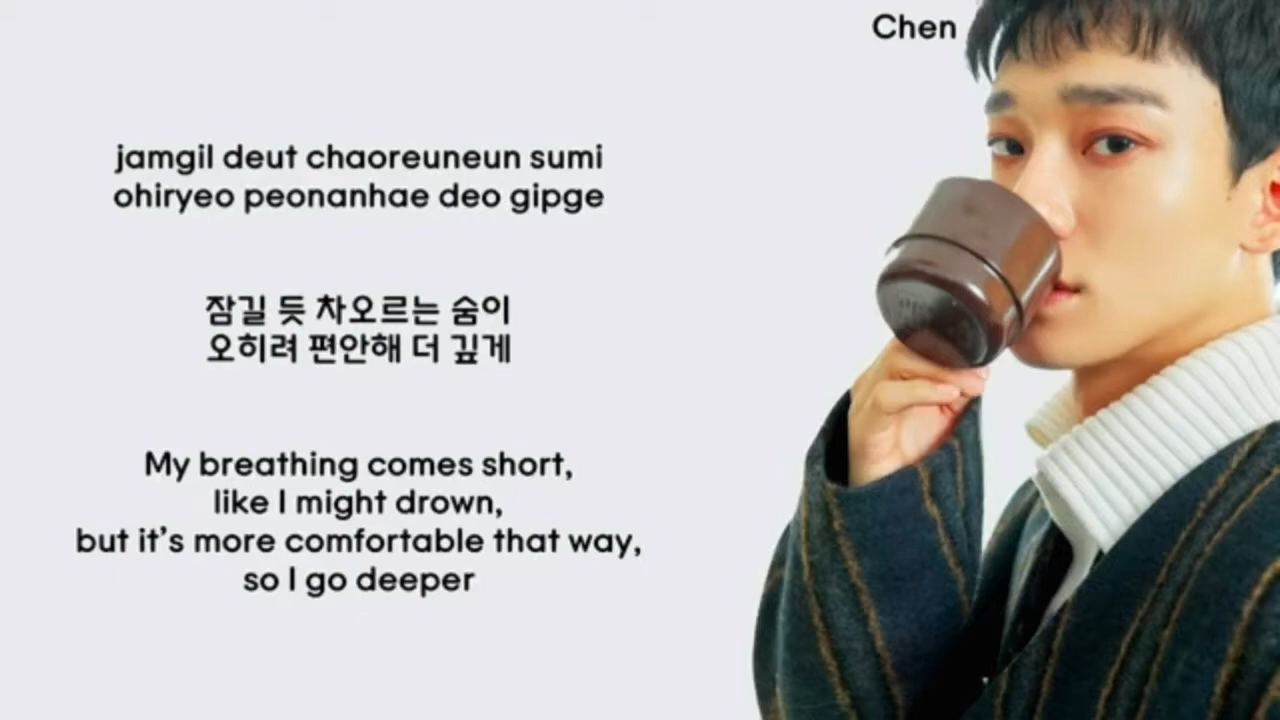 Chen
jamgil deut chaoreuneun sumi
ohiryeo peonanhae deo gipge
잠길 듯 차오르는 숨이
오히려 편안해 더 깊게
My breathing comes short,
like I might drown,
but it's more comfortable that way,
so I go deeper